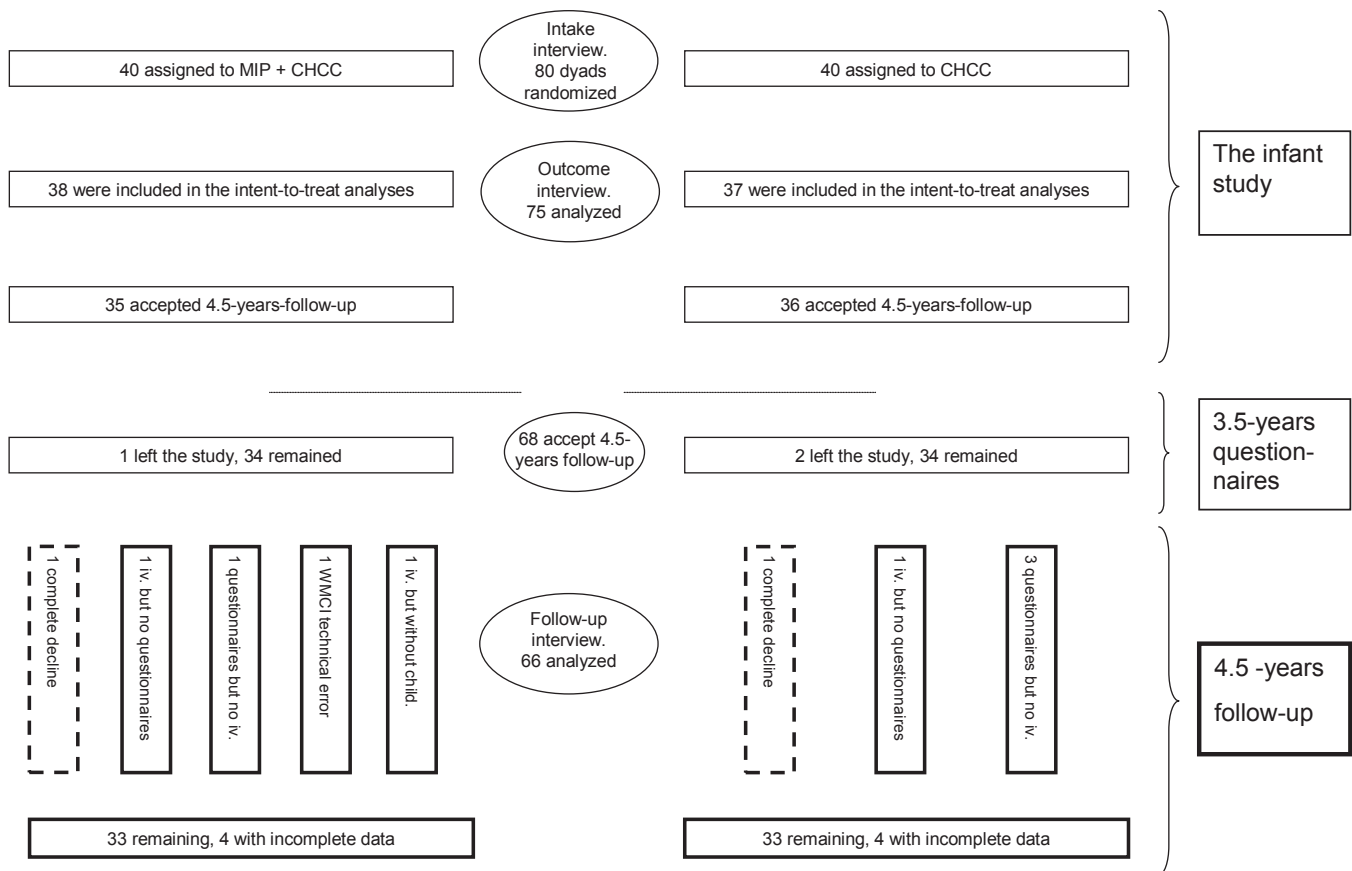 40 assigned to MIP + CHCC
Intake
interview.
80 dyads
randomized
40 assigned to CHCC
38 were included in the intent-to-treat analyses
Outcome
interview.
75 analyzed
37 were included in the intent-to-treat analyses
The infant
study
35 accepted 4.5-years-follow-up
36 accepted 4.5-years-follow-up
1 left the study, 34 remained
68 accept 4.5-
years follow-up
2 left the study, 34 remained
3.5-years
question-
naires
1 complete decline
1 iv. but no questionnaires
1 questionnaires but no iv.
1 WMCI technical error
1 iv. but without child.
Follow-up
interview.
66 analyzed
1 complete decline
1 iv. but no questionnaires
3 questionnaires but no iv.
4.5 -years
follow-up
33 remaining, 4 with incomplete data
33 remaining, 4 with incomplete data